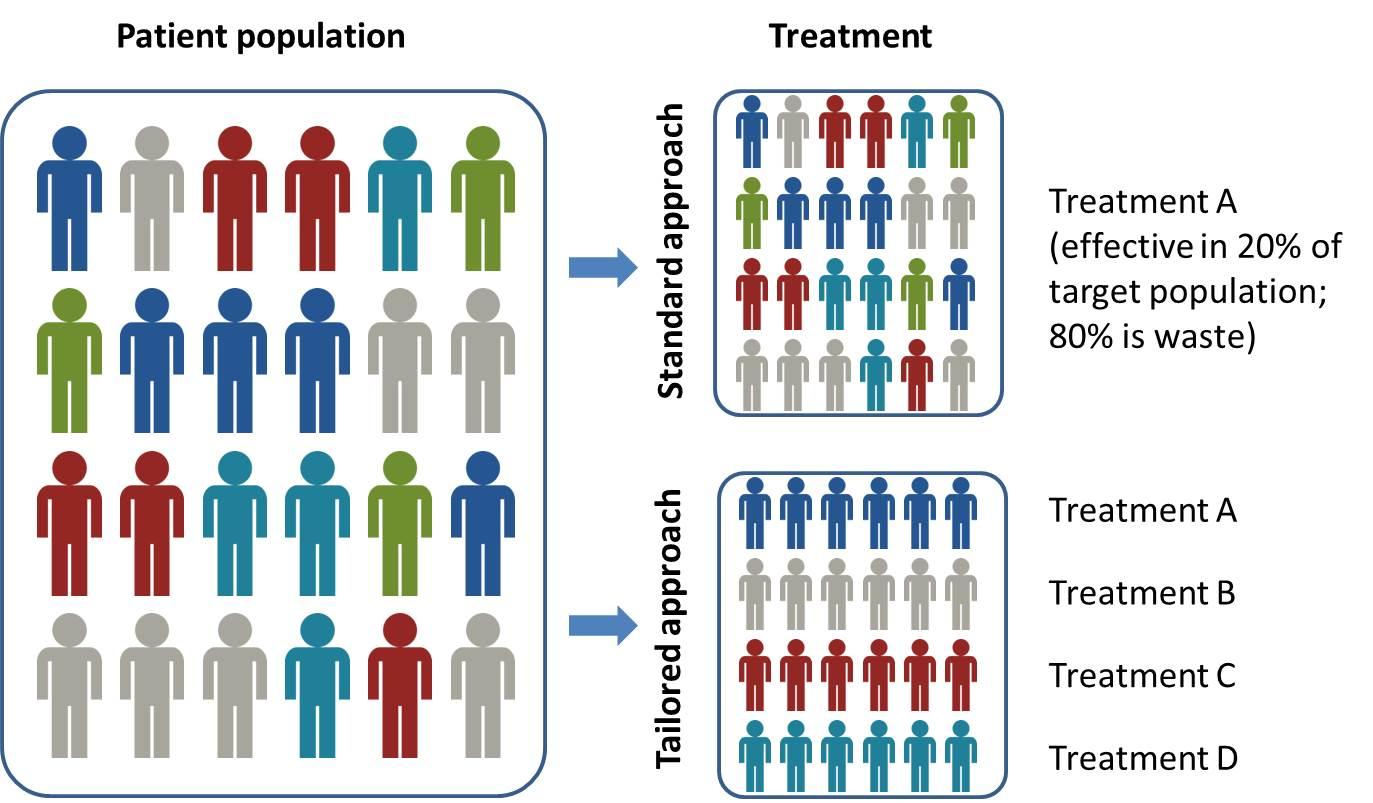 Patient population
Treatment
Standard approach
Treatment A
(effective in 20% of
target population;
80% is waste)
Tailored approach
Treatment A
Treatment B
Treatment C
Treatment D